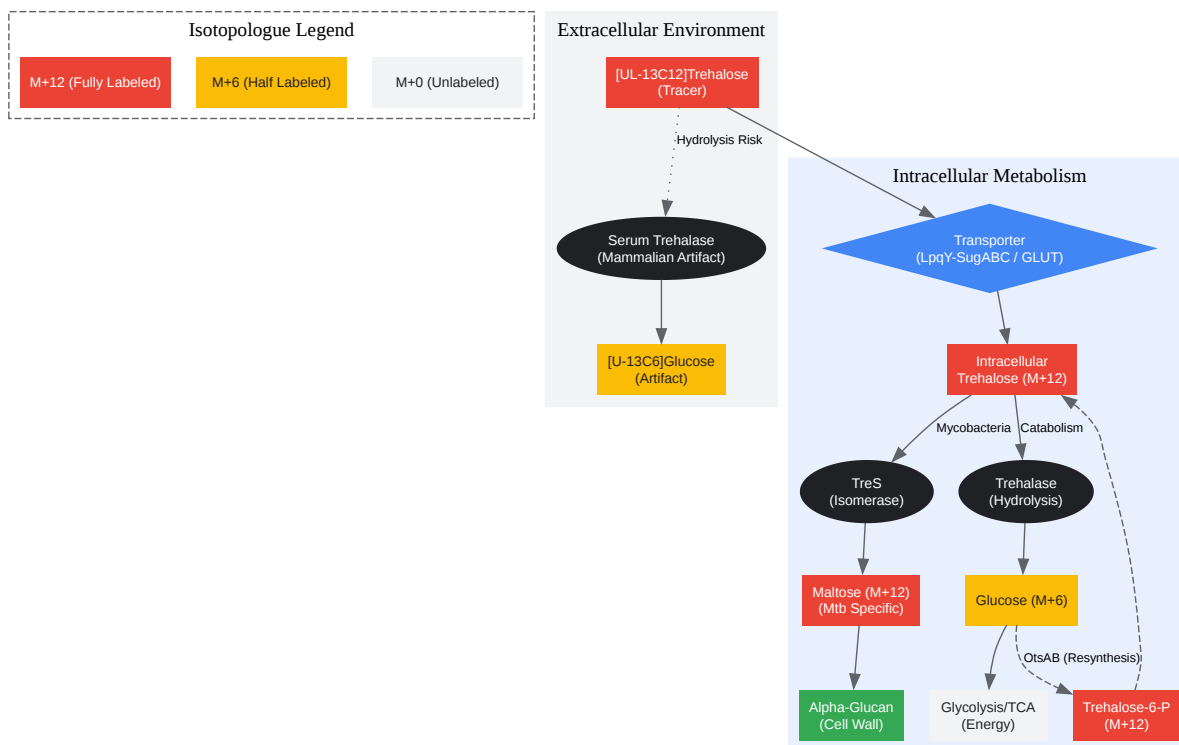 Isotopologue Legend
M+12 (Fully Labeled)
M+6 (Half Labeled)
M+0 (Unlabeled)
Extracellular Environment
[UL-13C12]Trehalose
(Tracer)
Hydrolysis Risk
Serum Trehalase
(Mammalian Artifact)
[U-13C6]Glucose
(Artifact)
Intracellular Metabolism
Transporter
(LpqY-SugABC / GLUT)
Intracellular
Trehalose (M+12)
Mycobacteria
Catabolism
TreS
(Isomerase)
Trehalase
(Hydrolysis)
Maltose (M+12)
(Mtb Specific)
Glucose (M+6)
OtsAB (Resynthesis)
Alpha-Glucan
(Cell Wall)
Glycolysis/TCA
(Energy)
Trehalose-6-P
(M+12)